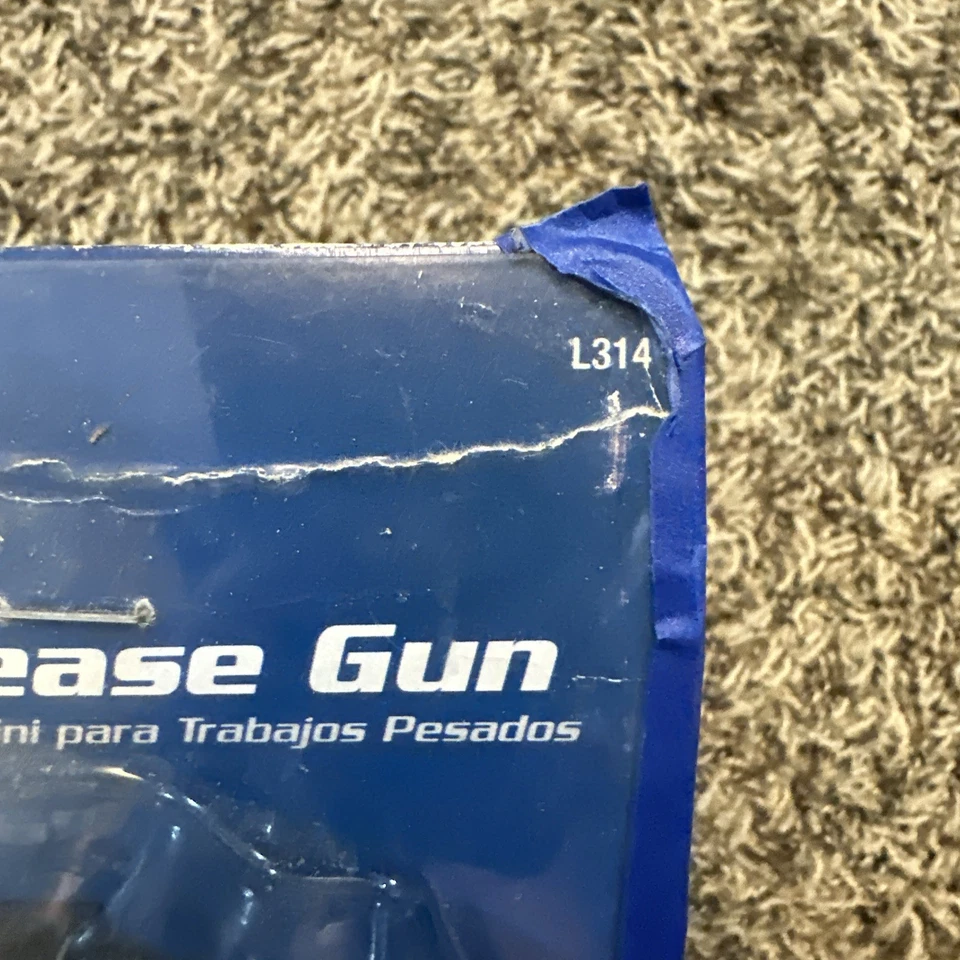 L314
ease Gun
ini para Trabajos Pesados